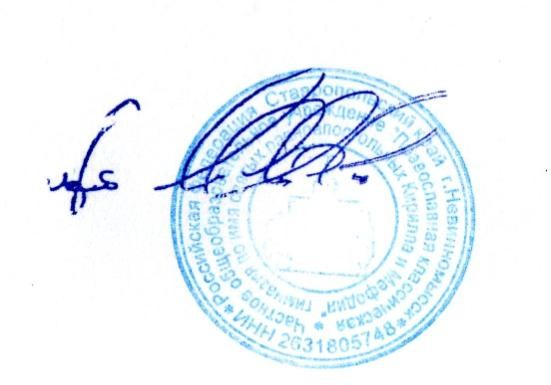 * Российская Федерация Ставропольский край г.Невинномысск * ИНН 2631805748
* Частное общеобразовательное учреждение "Православная классическая гимназия во имя святых равноапостольных Кирилла и Мефодия"